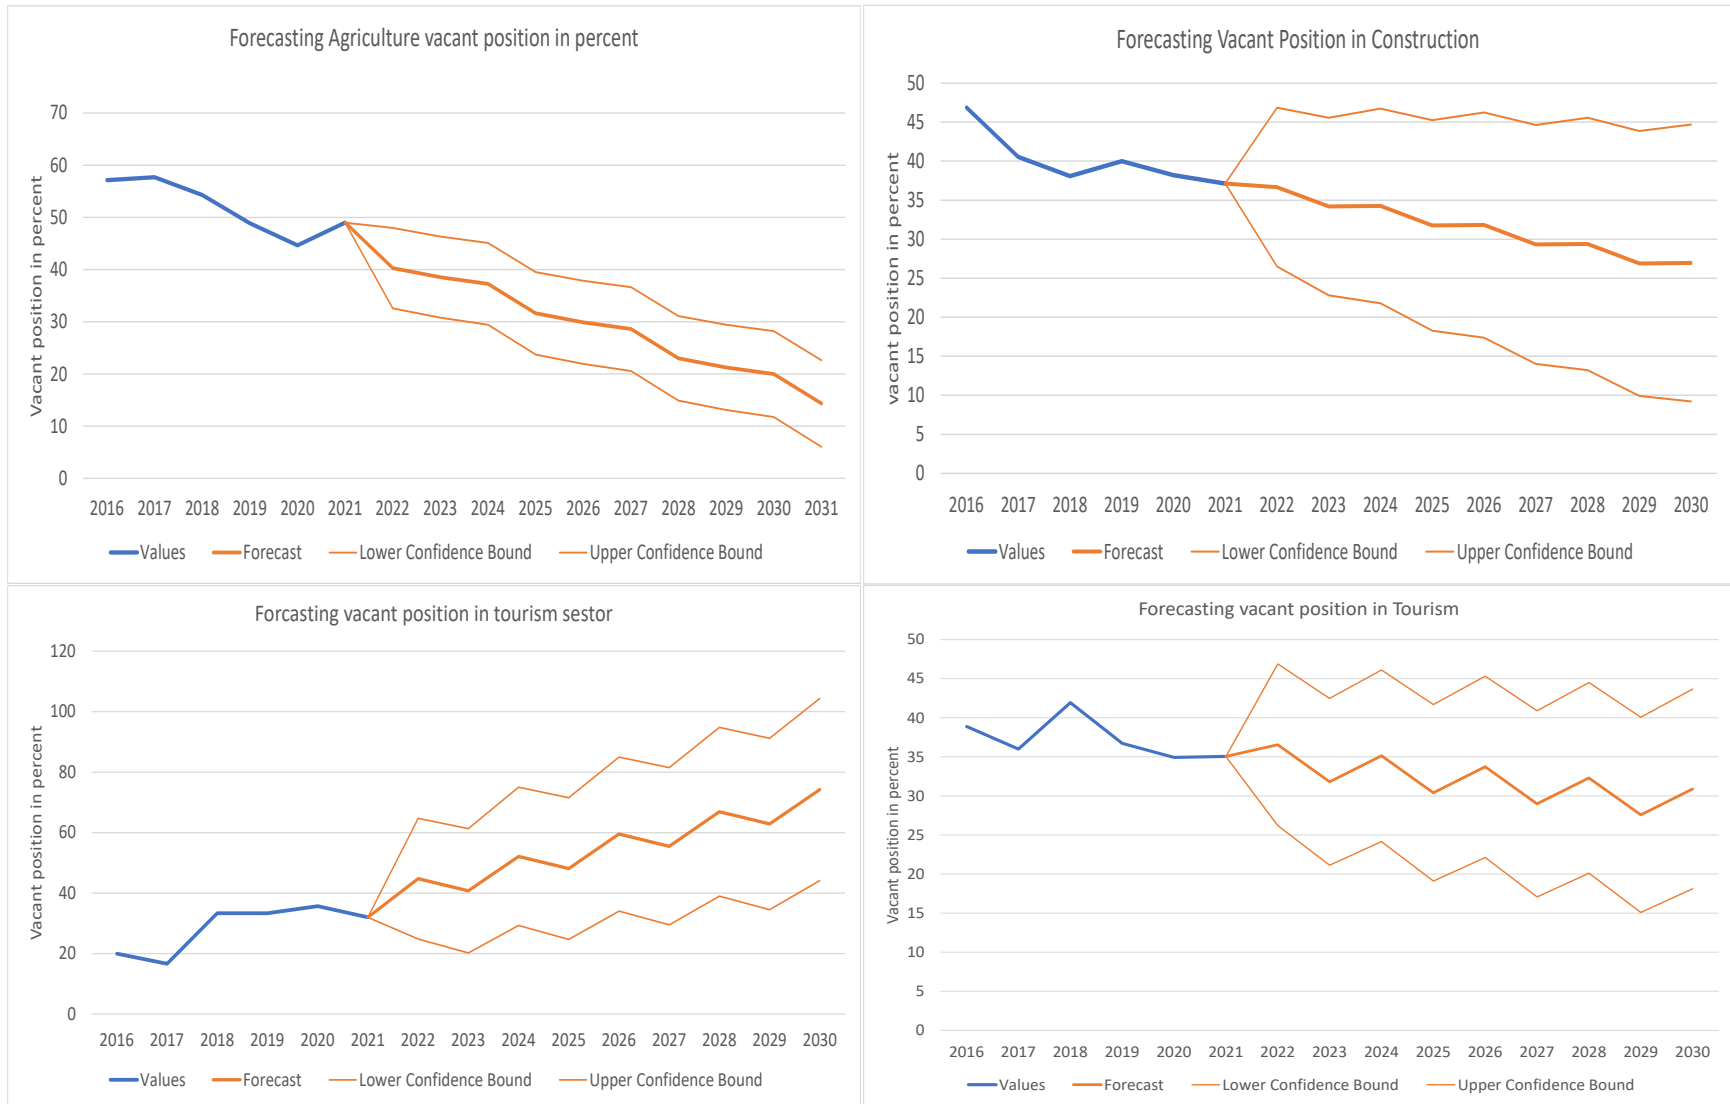 Forecasting Agriculture vacant position in percent
Vacant position in percent
70
60
50
40
30
20
10
0
2016 2017 2018 2019 2020 2021 2022 2023 2024 2025 2026 2027 2028 2029 2030 2031
Values Forecast Lower Confidence Bound Upper Confidence Bound
Forecasting Vacant Position in Construction
vacant position in percent
50
45
40
35
30
25
20
15
10
5
0
2016 2017 2018 2019 2020 2021 2022 2023 2024 2025 2026 2027 2028 2029 2030
Values Forecast Lower Confidence Bound Upper Confidence Bound
Forcasting vacant position in tourism sestor
Vacant position in percent
120
100
80
60
40
20
0
2016 2017 2018 2019 2020 2021 2022 2023 2024 2025 2026 2027 2028 2029 2030
Values Forecast Lower Confidence Bound Upper Confidence Bound
Forecasting vacant position in Tourism
Vacant position in percent
50
45
40
35
30
25
20
15
10
5
0
2016 2017 2018 2019 2020 2021 2022 2023 2024 2025 2026 2027 2028 2029 2030
Values Forecast Lower Confidence Bound Upper Confidence Bound